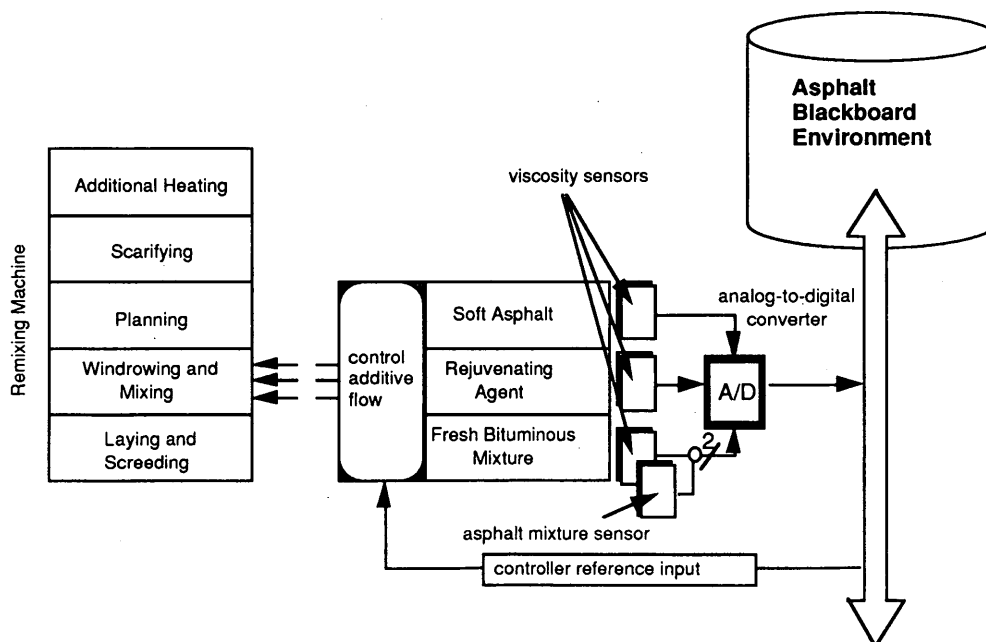 Asphalt
Blackboard
Environment
viscosity sensors
Additional Heating
Scarifying
Planning
Windrowing and
Mixing
Laying and
Screeding
Remixing Machine
control
additive
flow
Soft Asphalt
Rejuvenating
Agent
Fresh Bituminous
Mixture
analog-to-digital
converter
A/D
2
asphalt mixture sensor
controller reference input